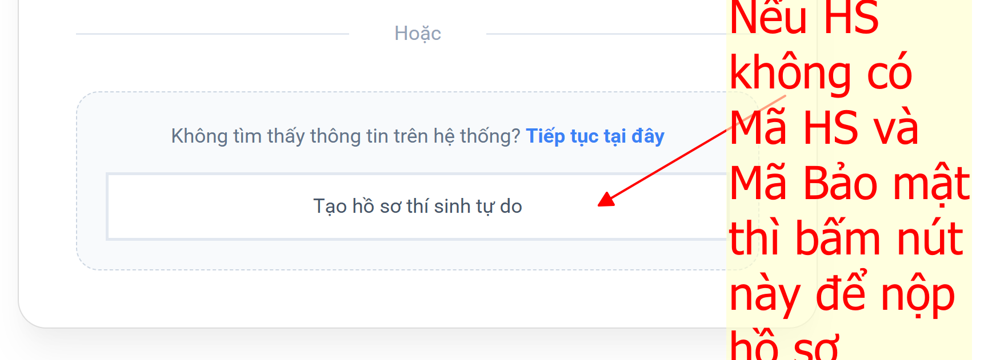 Hoặc
Không tìm thấy thông tin trên hệ thống? Tiếp tục tại đây
Tạo hồ sơ thí sinh tự do
Nếu HS
không có
Mã HS và
Mã Bảo mật
thì bấm nút
này để nộp
hồ sơ